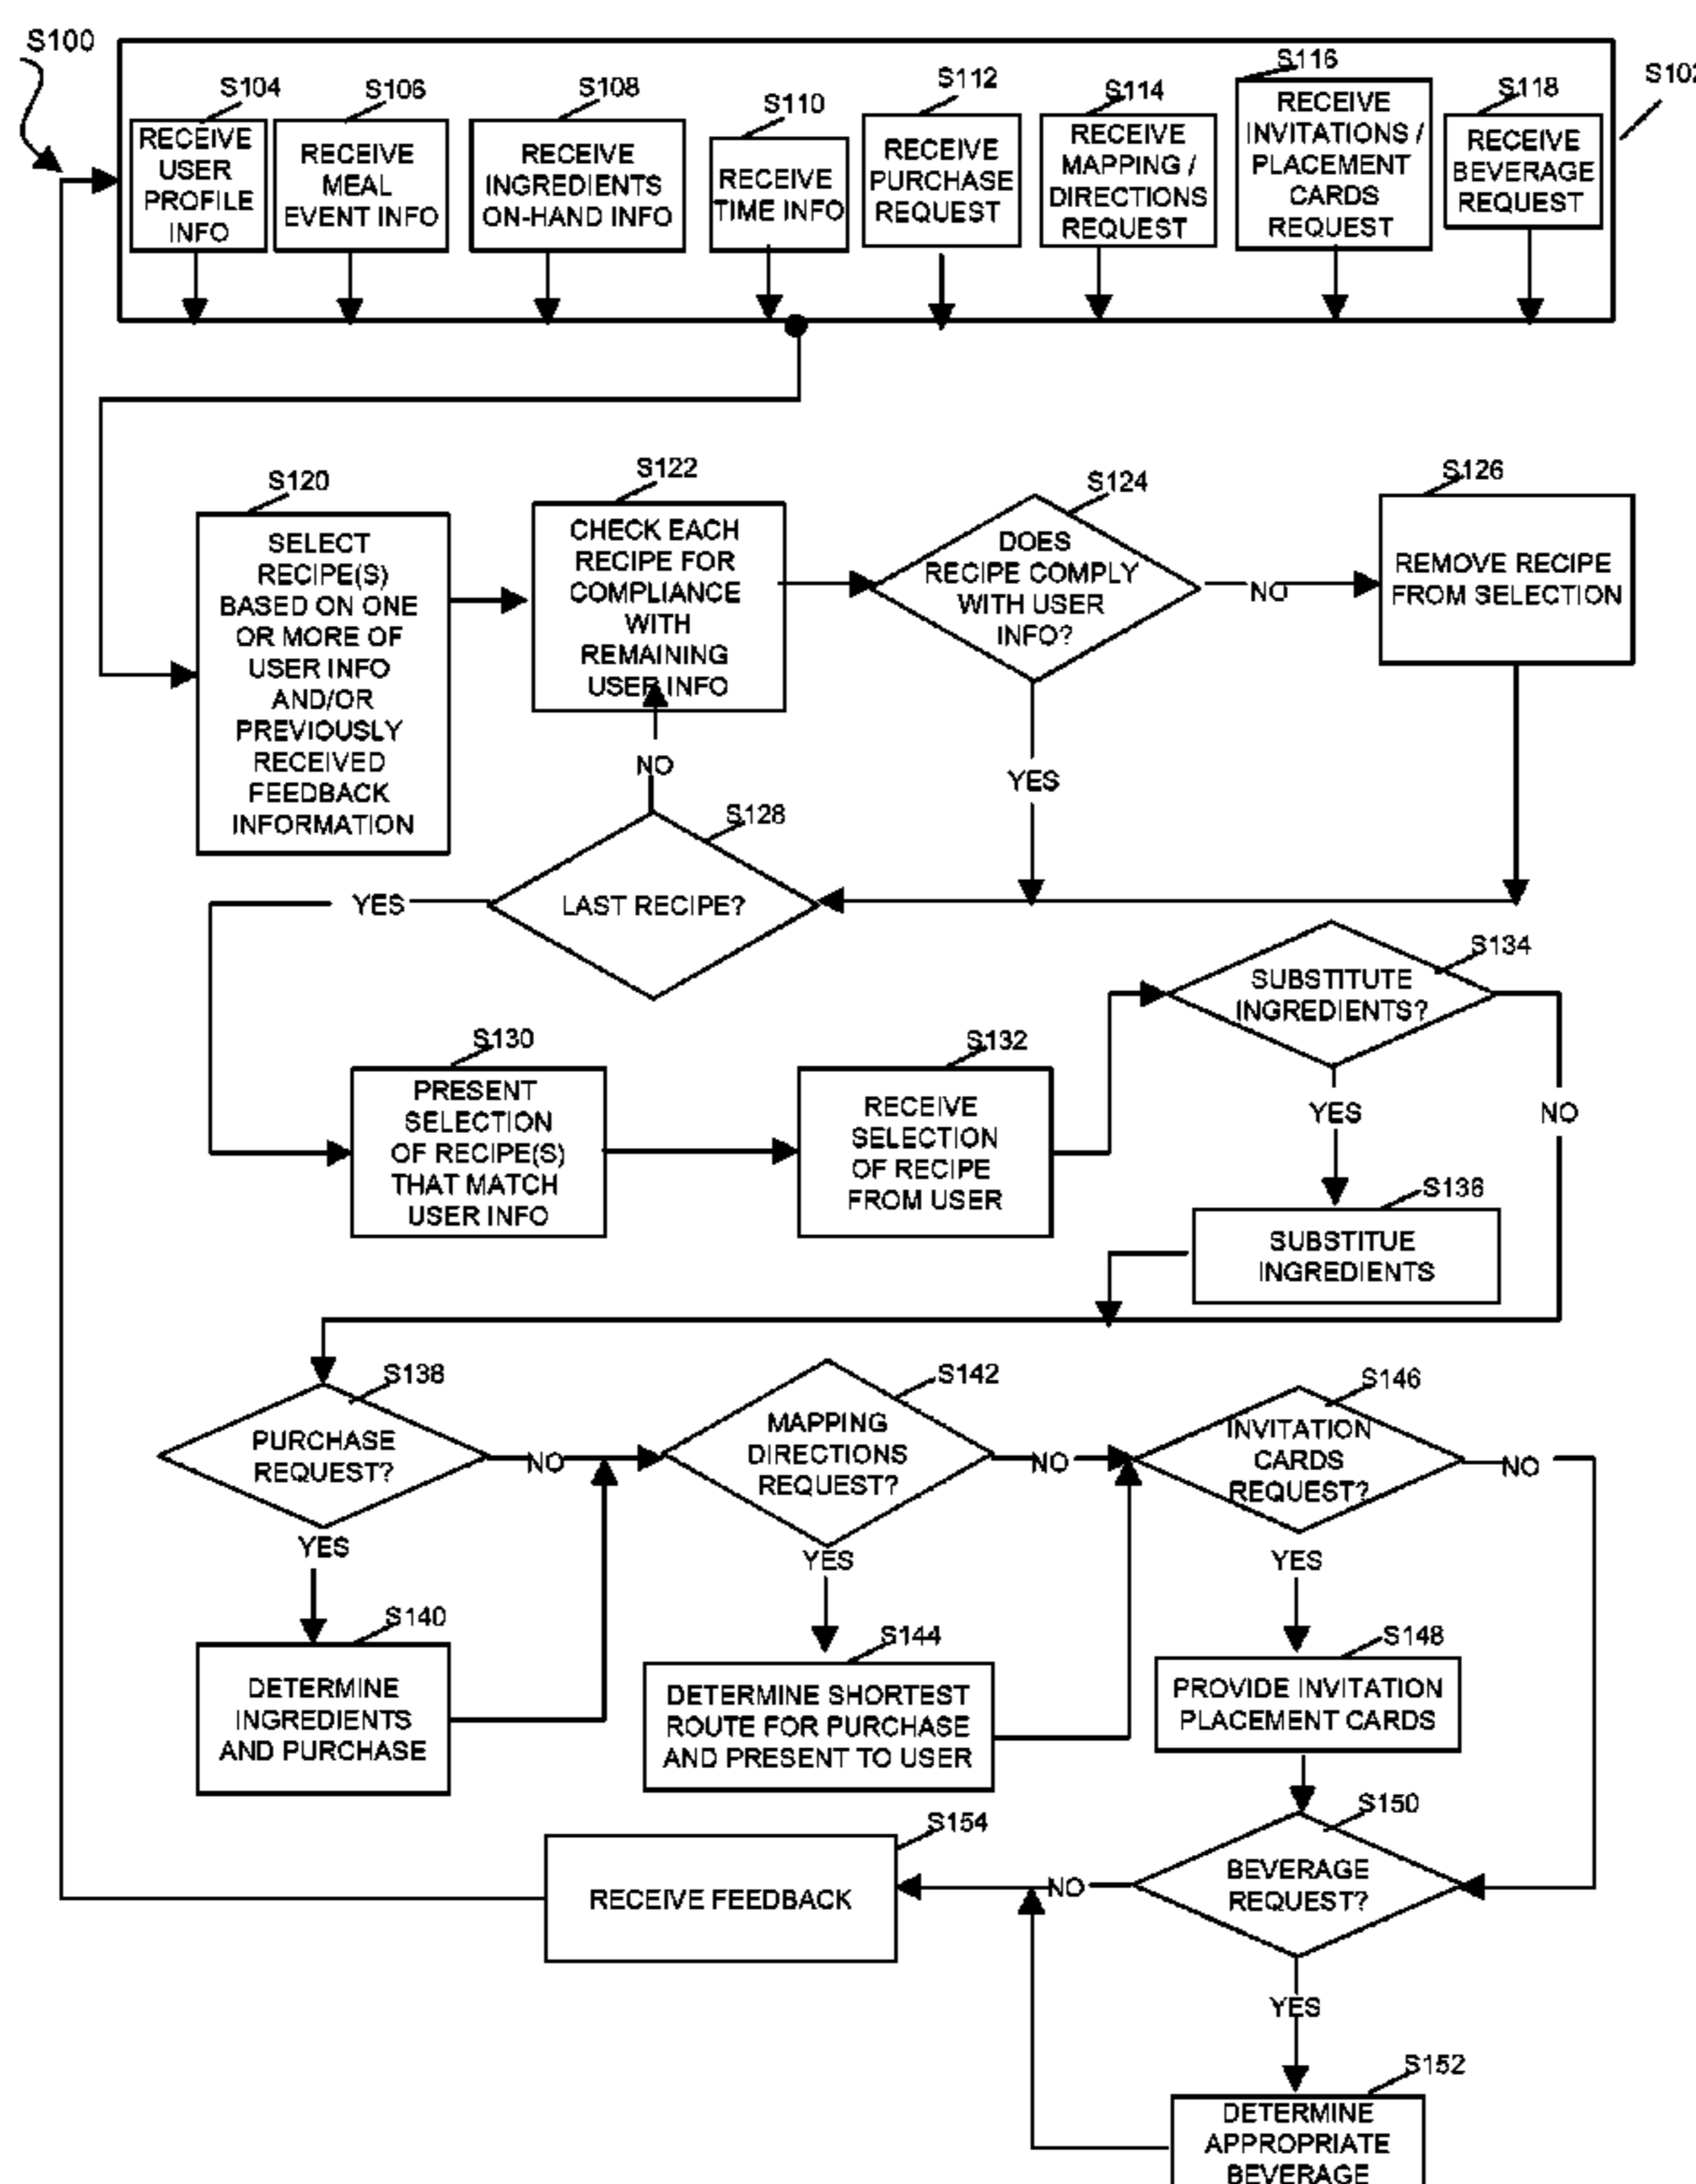 S100
S102
S104
RECEIVE
USER
PROFILE
INFO
S106
RECEIVE
MEAL
EVENT INFO
S108
RECEIVE
INGREDIENTS
ON-HAND INFO
S110
RECEIVE
TIME INFO
S112
RECEIVE
PURCHASE
REQUEST
S114
RECEIVE
MAPPING /
DIRECTIONS
REQUEST
S116
RECEIVE
INVITATIONS /
PLACEMENT
CARDS
REQUEST
S118
RECEIVE
BEVERAGE
REQUEST
S120
SELECT
RECIPE(S)
BASED ON ONE
OR MORE OF
USER INFO
AND/OR
PREVIOUSLY
RECEIVED
FEEDBACK
INFORMATION
S122
CHECK EACH
RECIPE FOR
COMPLIANCE
WITH
REMAINING
USER INFO
S124
DOES
RECIPE COMPLY
WITH USER
INFO?
NO
S126
REMOVE RECIPE
FROM SELECTION
YES
NO
S128
LAST RECIPE?
YES
S130
PRESENT
SELECTION
OF RECIPE(S)
THAT MATCH
USER INFO
S132
RECEIVE
SELECTION
OF RECIPE
FROM USER
S134
SUBSTITUTE
INGREDIENTS?
YES
NO
S136
SUBSTITUE
INGREDIENTS
S138
PURCHASE
REQUEST?
NO
YES
S140
DETERMINE
INGREDIENTS
AND PURCHASE
S142
MAPPING
DIRECTIONS
REQUEST?
NO
YES
S144
DETERMINE SHORTEST
ROUTE FOR PURCHASE
AND PRESENT TO USER
S146
INVITATION
CARDS
REQUEST?
NO
YES
S148
PROVIDE INVITATION
PLACEMENT CARDS
S150
BEVERAGE
REQUEST?
NO
YES
S152
DETERMINE
APPROPRIATE
BEVERAGE
S154
RECEIVE FEEDBACK